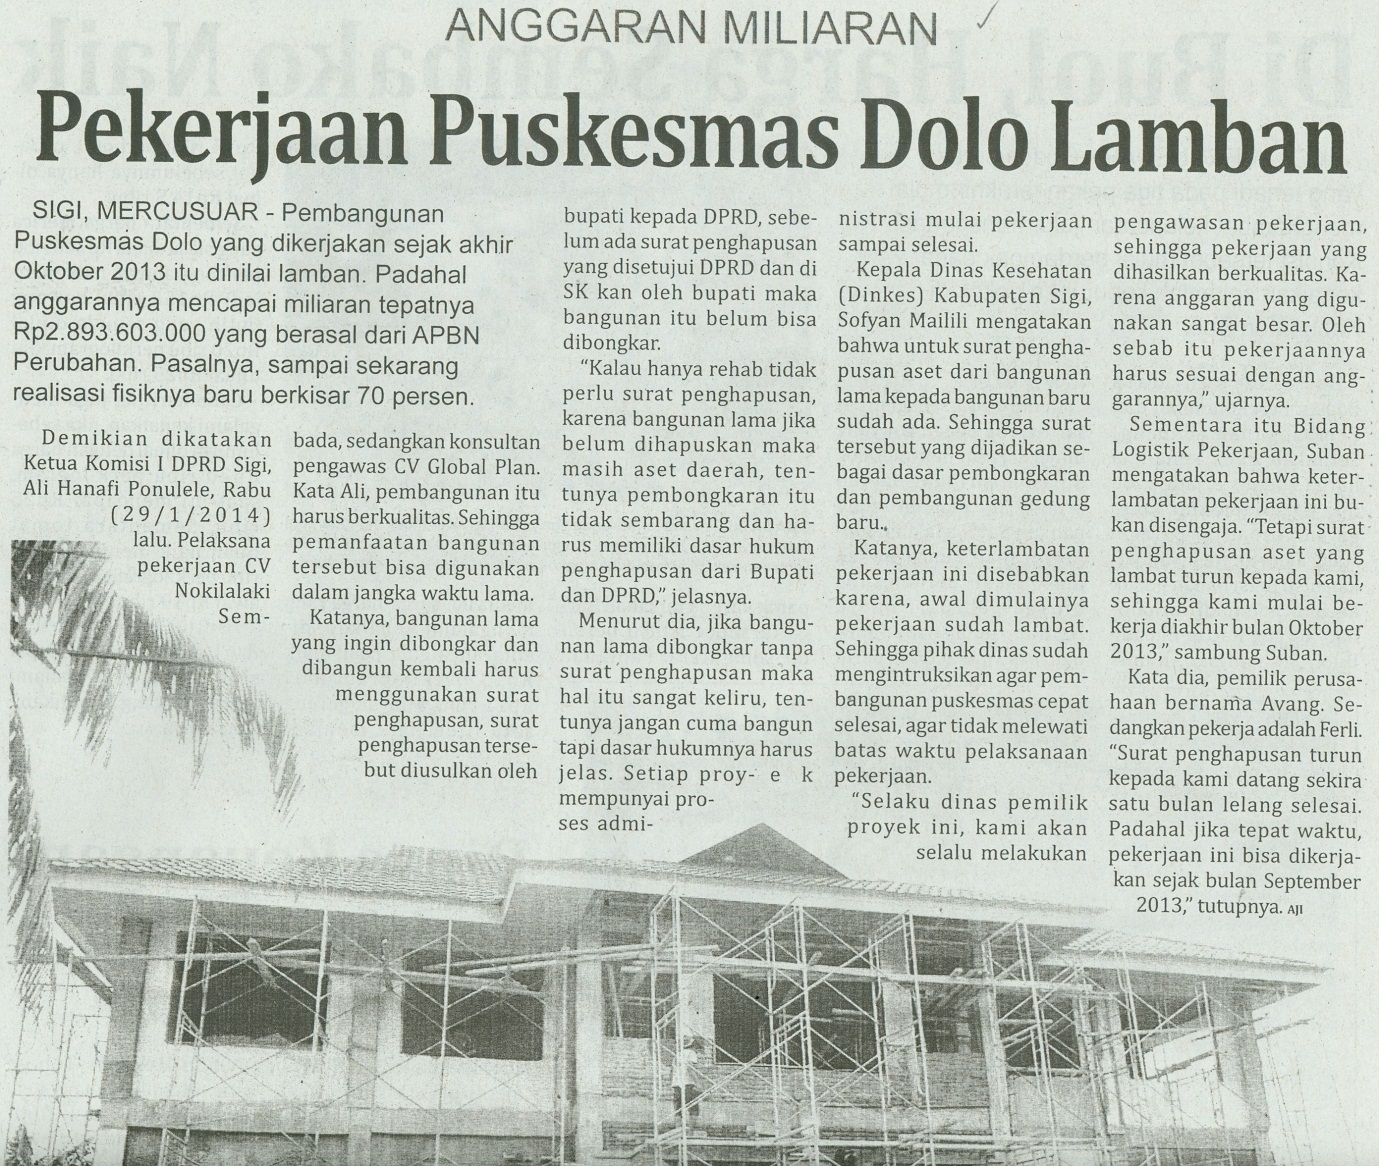 ANGGARAN MILIARAN
Pekerjaan Puskesmas Dolo Lamban
SIGI, MERCUSUAR - Pembangunan
Puskesmas Dolo yang dikerjakan sejak akhir
Oktober 2013 itu dinilai lamban. Padahal
anggarannya mencapai miliaran tepatnya
Rp2.893.603.000 yang berasal dari APBN
Perubahan. Pasalnya, sampai sekarang
realisasi fisiknya baru berkisar 70 persen.
Demikian dikatakan
Ketua Komisi I DPRD Sigi,
Ali Hanafi Ponulele, Rabu
(29/1/2014)
lalu. Pelaksana
pekerjaan CV
Nokilalaki
Sem-
bada, sedangkan konsultan
pengawas CV Global Plan.
Kata Ali, pembangunan itu
harus berkualitas. Sehingga
pemanfaatan bangunan
tersebut bisa digunakan
dalam jangka waktu lama.
Katanya, bangunan lama
yang ingin dibongkar dan
dibangun kembali harus
menggunakan surat
penghapusan, surat
penghapusan terse-
but diusulkan oleh
bupati kepada DPRD, sebe-
lum ada surat penghapusan
yang disetujui DPRD dan di
SK kan oleh bupati maka
bangunan itu belum bisa
dibongkar.
“Kalau hanya rehab tidak
perlu surat penghapusan,
karena bangunan lama jika
belum dihapuskan maka
masih aset daerah, ten-
tunya pembongkaran itu
tidak sembarang dan ha-
rus memiliki dasar hukum
penghapusan dari Bupati
dan DPRD,” jelasnya.
Menurut dia, jika bangu-
nan lama dibongkar tanpa
surat penghapusan maka
hal itu sangat keliru, ten-
tunya jangan cuma bangun
tapi dasar hukumnya harus
jelas. Setiap proy- e k
mempunyai pro-
ses admi-
nistrasi mulai pekerjaan
sampai selesai.
Kepala Dinas Kesehatan
(Dinkes) Kabupaten Sigi,
Sofyan Mailili mengatakan
bahwa untuk surat pengha-
pusan aset dari bangunan
lama kepada bangunan baru
sudah ada. Sehingga surat
tersebut yang dijadikan se-
bagai dasar pembongkaran
dan pembangunan gedung
baru.
Katanya, keterlambatan
pekerjaan ini disebabkan
karena, awal dimulainya
pekerjaan sudah lambat.
Sehingga pihak dinas sudah
mengintruksikan agar pem-
bangunan puskesmas cepat
selesai, agar tidak melewati
batas waktu pelaksanaan
pekerjaan.
“Selaku dinas pemilik
proyek ini, kami akan
selalu melakukan
pengawasan pekerjaan,
sehingga pekerjaan yang
dihasilkan berkualitas. Ka-
rena anggaran yang digu-
nakan sangat besar. Oleh
sebab itu pekerjaannya
harus sesuai dengan ang-
garannya,” ujarnya.
Sementara itu Bidang
Logistik Pekerjaan, Suban
mengatakan bahwa keter-
lambatan pekerjaan ini bu-
kan disengaja. “Tetapi surat
penghapusan aset yang
lambat turun kepada kami,
sehingga kami mulai be-
kerja diakhir bulan Oktober
2013,” sambung Suban.
Kata dia, pemilik perusa-
haan bernama Avang. Se-
dangkan pekerja adalah Ferli.
“Surat penghapusan turun
kepada kami datang sekira
satu bulan lelang selesai.
Padahal jika tepat waktu,
pekerjaan ini bisa dikerja-
kan sejak bulan September
2013,” tutupnya. AJI